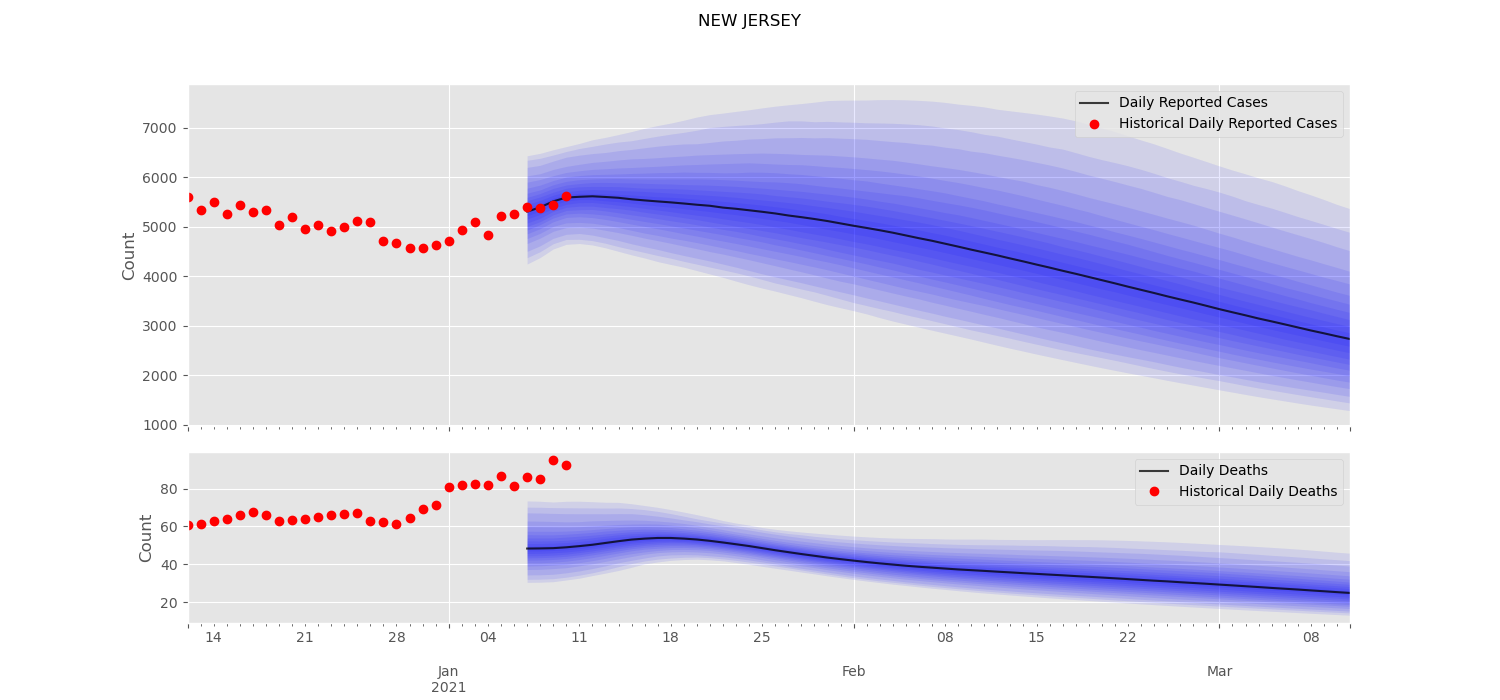 NEW JERSEY
Daily Reported Cases
Historical Daily Reported Cases
Count
7000
6000
5000
4000
3000
2000
1000
Daily Deaths
Historical Daily Deaths
Count
80
60
40
20
14 21 28 04 11 18 25 08 15 22 08
Jan Feb Mar
2021